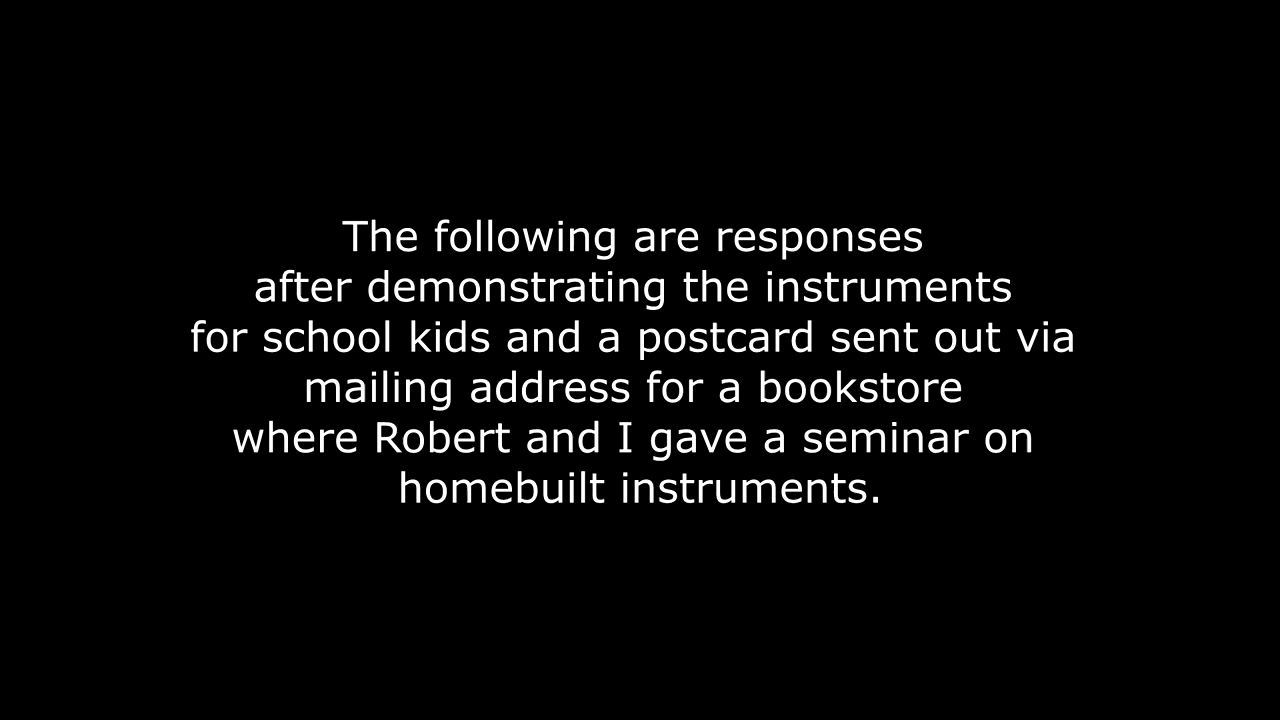 The following are responses
after demonstrating the instruments
for school kids and a postcard sent out via
mailing address for a bookstore
where Robert and I gave a seminar on
homebuilt instruments.